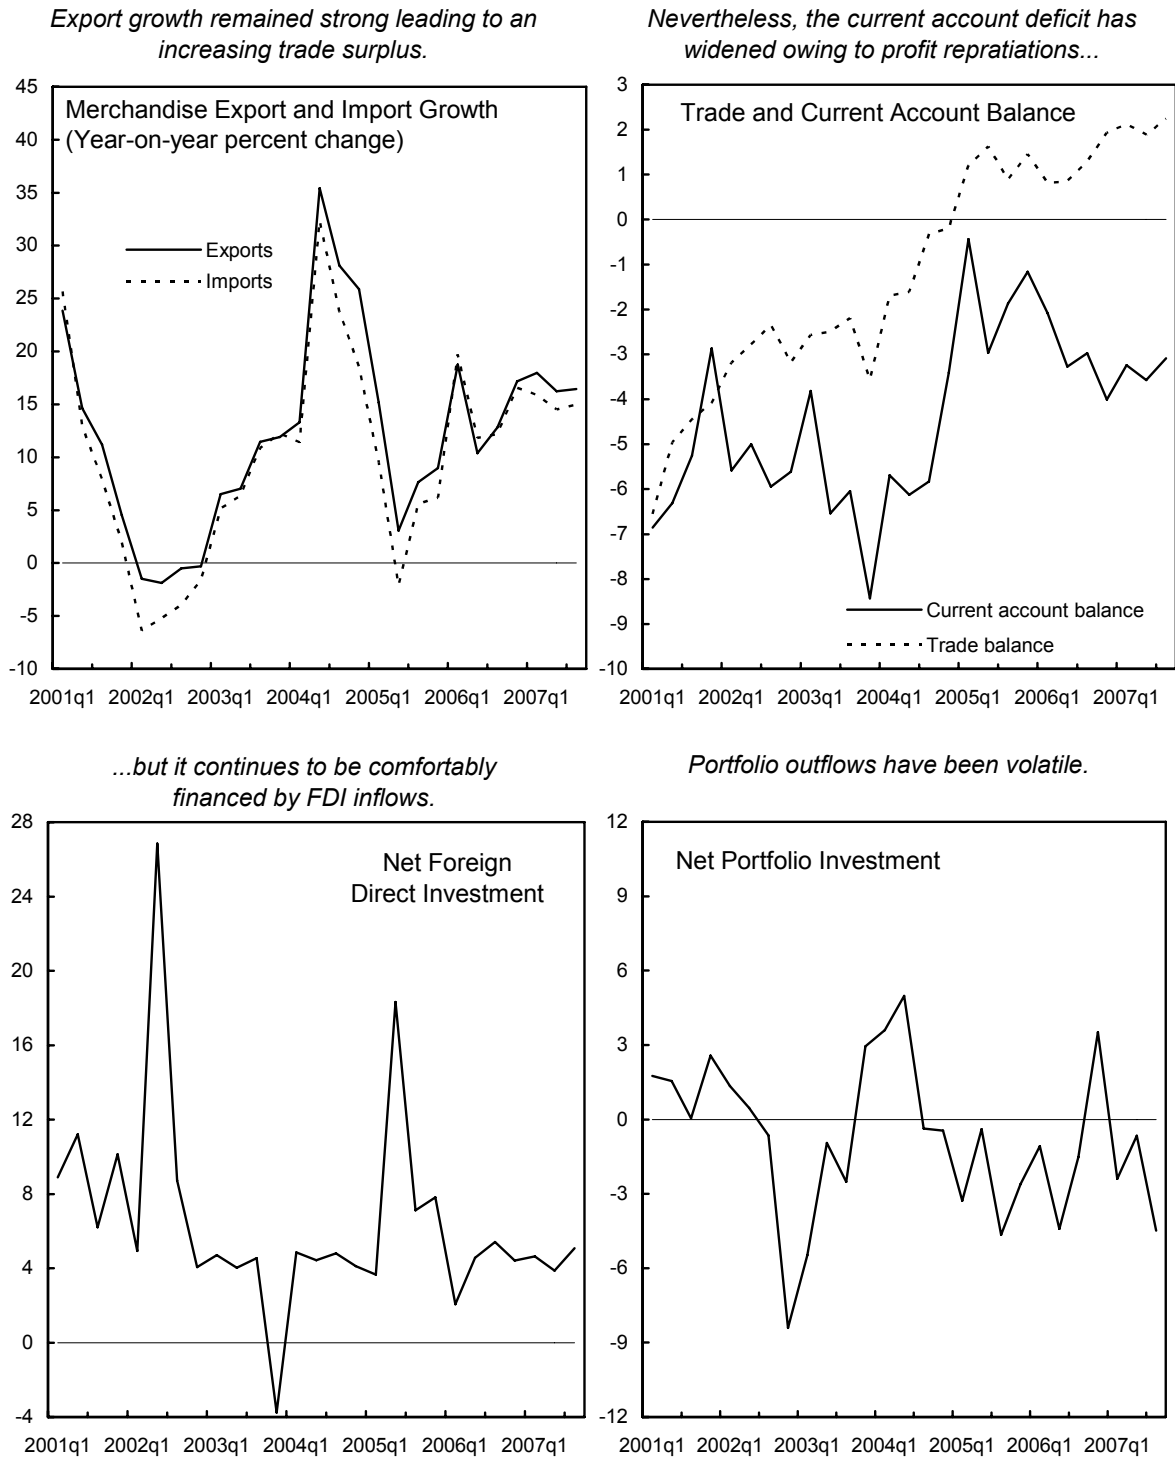 Export growth remained strong leading to an
increasing trade surplus.
45
40
35
30
25
20
15
10
5
0
-5
-10
Merchandise Export and Import Growth
(Year-on-year percent change)
Exports
Imports
2001q1 2002q1 2003q1 2004q1 2005q1 2006q1 2007q1
Nevertheless, the current account deficit has
widened owing to profit repratiations...
3
2
1
0
-1
-2
-3
-4
-5
-6
-7
-8
-9
-10
Trade and Current Account Balance
Current account balance
Trade balance
2001q1 2002q1 2003q1 2004q1 2005q1 2006q1 2007q1
...but it continues to be comfortably
financed by FDI inflows.
28
24
20
16
12
8
4
0
-4
Net Foreign
Direct Investment
2001q1 2002q1 2003q1 2004q1 2005q1 2006q1 2007q1
Portfolio outflows have been volatile.
12
9
6
3
0
-3
-6
-9
-12
Net Portfolio Investment
2001q1 2002q1 2003q1 2004q1 2005q1 2006q1 2007q1